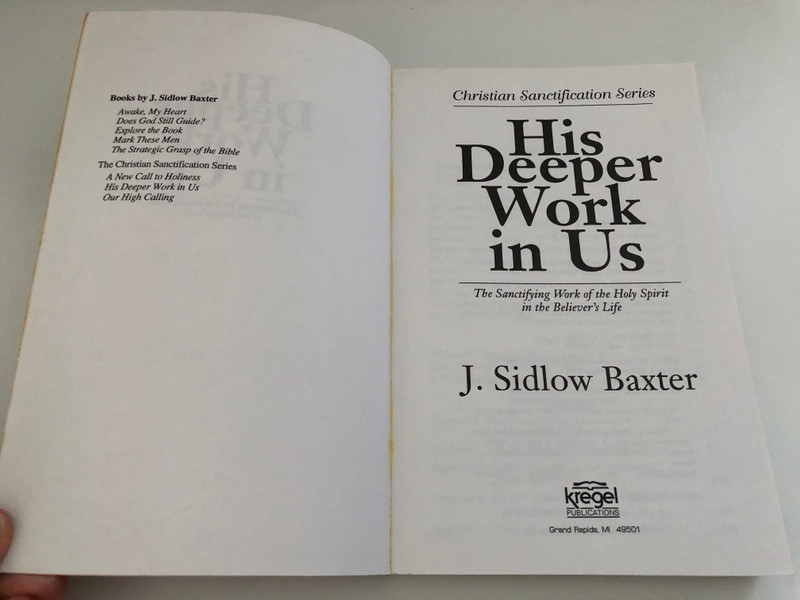 Books by J. Sidlow Baxter
Awake, My Heart
Does God Still Guide?
Explore the Book
Mark These Men
The Strategic Grasp of the Bible
The Christian Sanctification Series
A New Call to Holiness
His Deeper Work in Us
Our High Calling
Christian Sanctification Series
His
Deeper
Work
in Us
The Sanctifying Work of the Holy Spirit
in the Believer's Life
J. Sidlow Baxter
kregel
PUBLICATIONS
Grand Rapids, MI 49501